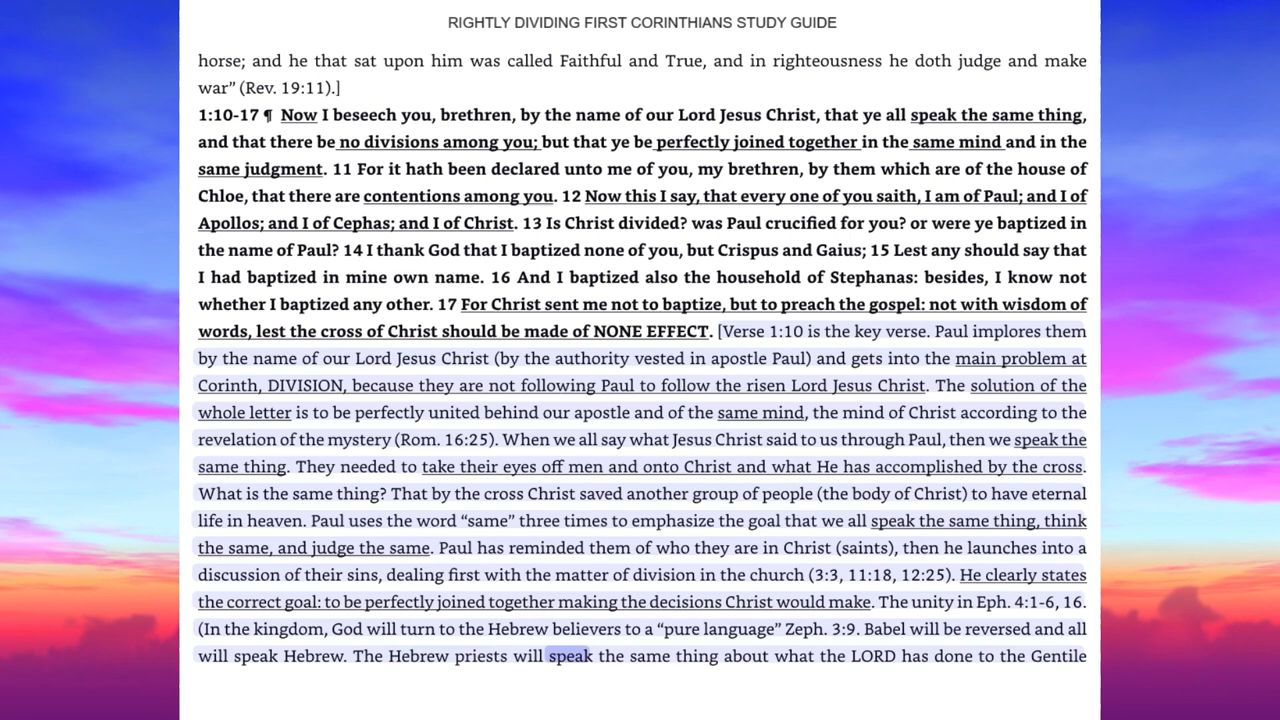 RIGHTLY DIVIDING FIRST CORINTHIANS STUDY GUIDE
horse; and he that sat upon him was called Faithful and True, and in righteousness he doth judge and make
war” (Rev. 19:11).]
1:10-17 ¶ Now I beseech you, brethren, by the name of our Lord Jesus Christ, that ye all speak the same thing,
and that there be no divisions among you; but that ye be perfectly joined together in the same mind and in the
same judgment. 11 For it hath been declared unto me of you, my brethren, by them which are of the house of
Chloe, that there are contentions among you. 12 Now this I say, that every one of you saith, I am of Paul; and I of
Apollos; and I of Cephas; and I of Christ. 13 Is Christ divided? was Paul crucified for you? or were ye baptized in
the name of Paul? 14 I thank God that I baptized none of you, but Crispus and Gaius; 15 Lest any should say that
I had baptized in mine own name. 16 And I baptized also the household of Stephanas: besides, I know not
whether I baptized any other. 17 For Christ sent me not to baptize, but to preach the gospel: not with wisdom of
words, lest the cross of Christ should be made of NONE EFFECT. [Verse 1:10 is the key verse. Paul implores them
by the name of our Lord Jesus Christ (by the authority vested in apostle Paul) and gets into the main problem at
Corinth, DIVISION, because they are not following Paul to follow the risen Lord Jesus Christ. The solution of the
whole letter is to be perfectly united behind our apostle and of the same mind, the mind of Christ according to the
revelation of the mystery (Rom. 16:25). When we all say what Jesus Christ said to us through Paul, then we speak the
same thing. They needed to take their eyes off men and onto Christ and what He has accomplished by the cross.
What is the same thing? That by the cross Christ saved another group of people (the body of Christ) to have eternal
life in heaven. Paul uses the word “same” three times to emphasize the goal that we all speak the same thing, think
the same, and judge the same. Paul has reminded them of who they are in Christ (saints), then he launches into a
discussion of their sins, dealing first with the matter of division in the church (3:3, 11:18, 12:25). He clearly states
the correct goal: to be perfectly joined together making the decisions Christ would make. The unity in Eph. 4:1-6, 16.
(In the kingdom, God will turn to the Hebrew believers to a “pure language” Zeph. 3:9. Babel will be reversed and all
will speak Hebrew. The Hebrew priests will speak the same thing about what the LORD has done to the Gentile